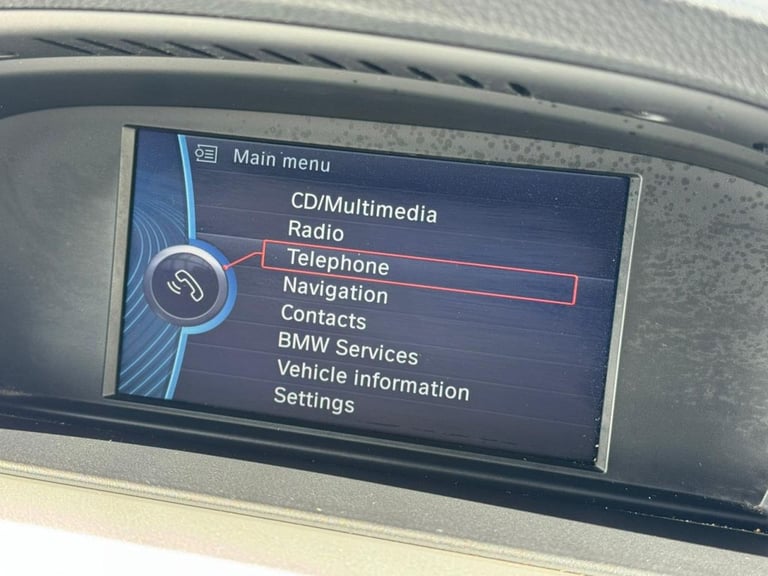 Main menu
CD/Multimedia
Radio
Telephone
Navigation
Contacts
BMW Services
Vehicle information
Settings